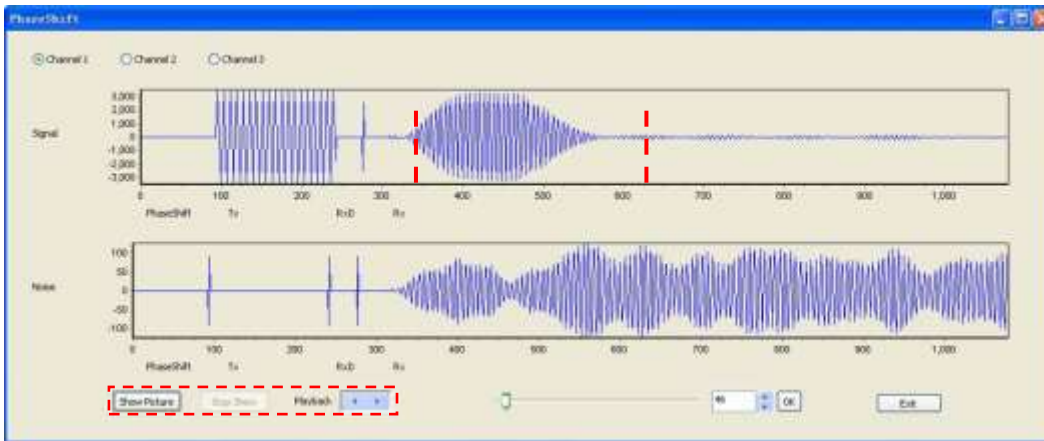 PhaseShift
Channel 1 Channel 2 Channel 3
Signal
3,000
2,000
1,000
0
-1,000
-2,000
-3,000
0 100 200 300 400 500 600 700 800 900 1,000
PhaseShift Tx RxD Rx
Noise
100
50
0
-50
-100
0 100 200 300 400 500 600 700 800 900 1,000
PhaseShift Tx RxD Rx
Show Picture Stop Show Playback OK Exit